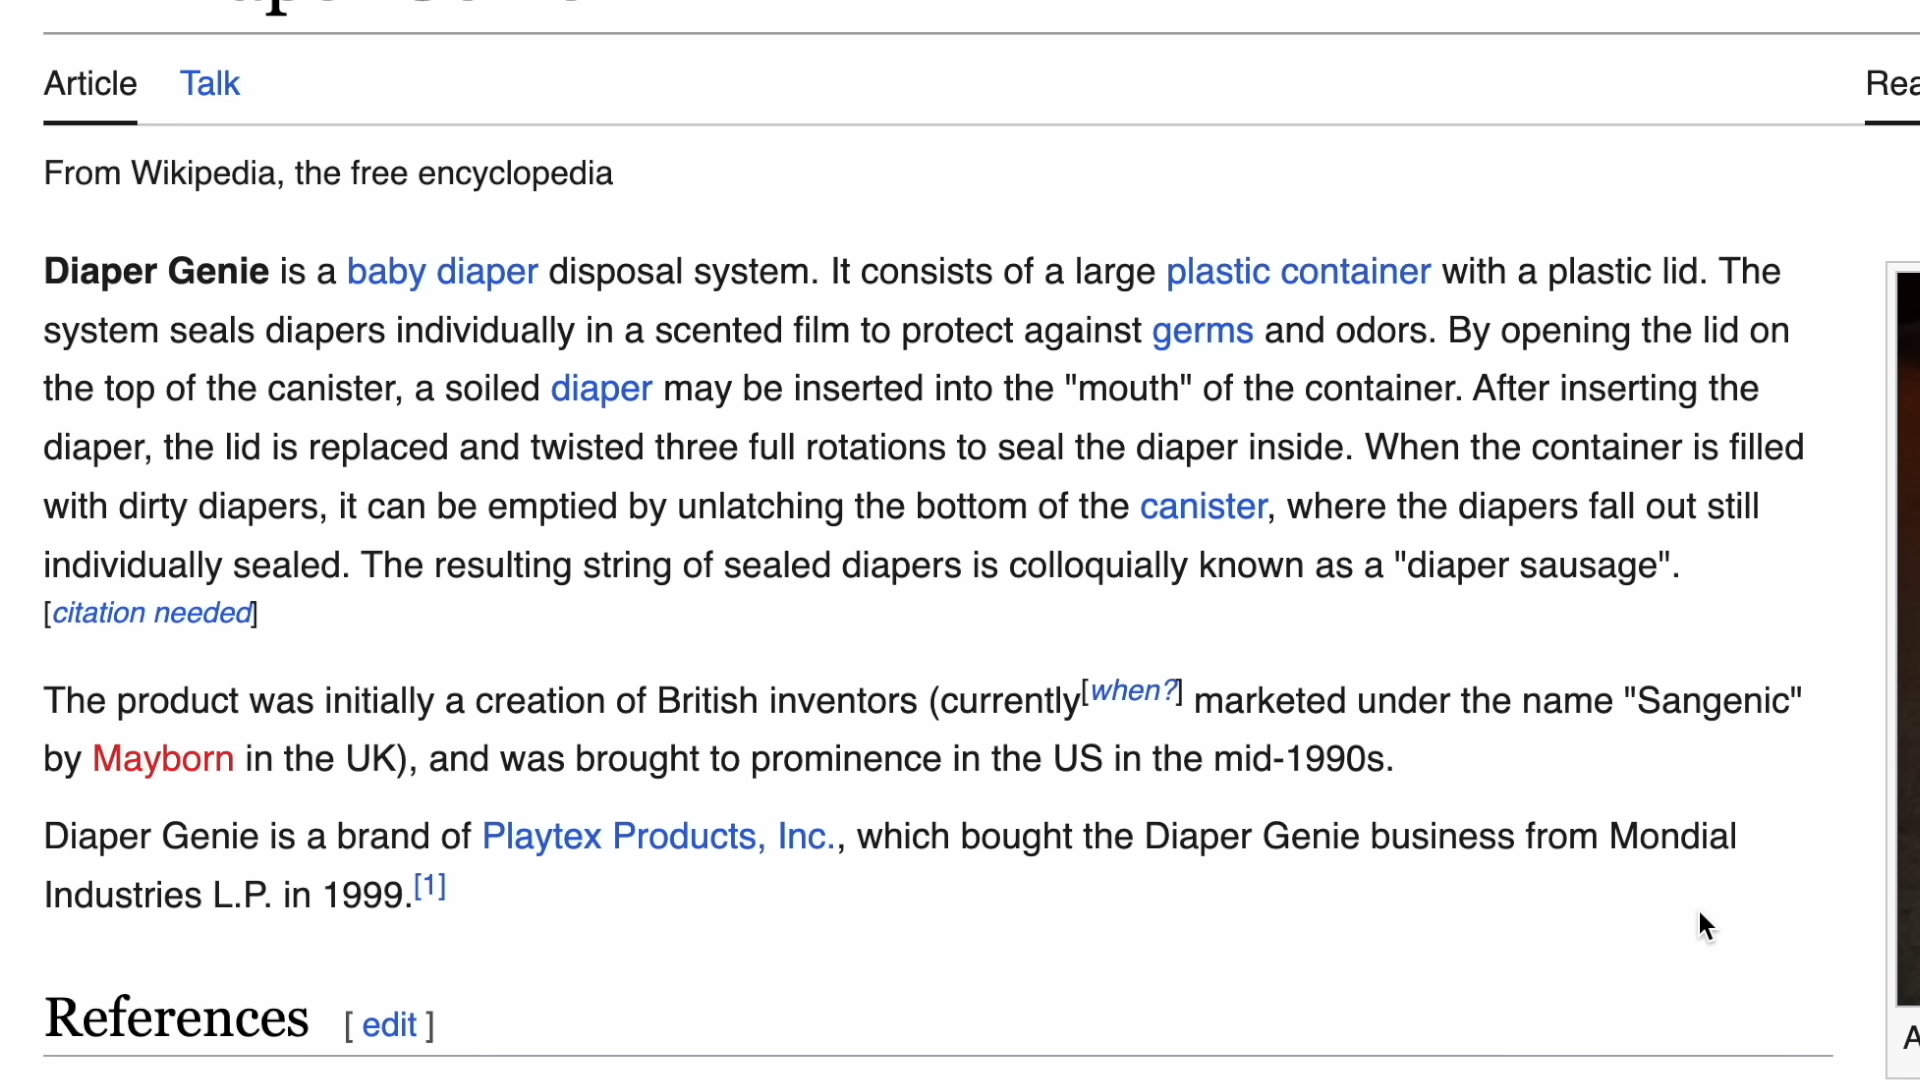 Article Talk Rea
From Wikipedia, the free encyclopedia
Diaper Genie is a baby diaper disposal system. It consists of a large plastic container with a plastic lid. The
system seals diapers individually in a scented film to protect against germs and odors. By opening the lid on
the top of the canister, a soiled diaper may be inserted into the "mouth" of the container. After inserting the
diaper, the lid is replaced and twisted three full rotations to seal the diaper inside. When the container is filled
with dirty diapers, it can be emptied by unlatching the bottom of the canister, where the diapers fall out still
individually sealed. The resulting string of sealed diapers is colloquially known as a "diaper sausage".
[citation needed]
The product was initially a creation of British inventors (currently[when?] marketed under the name "Sangenic"
by Mayborn in the UK), and was brought to prominence in the US in the mid-1990s.
Diaper Genie is a brand of Playtex Products, Inc., which bought the Diaper Genie business from Mondial
Industries L.P. in 1999.[1]
References [ edit ]
A